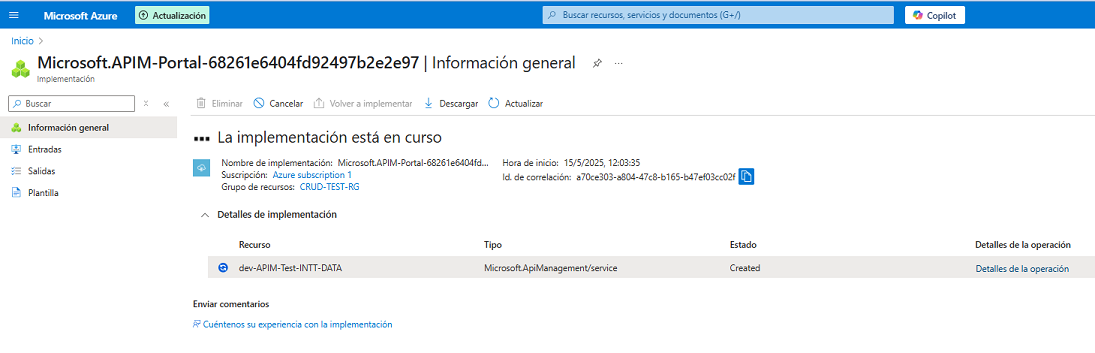 Microsoft Azure
Actualización
Buscar recursos, servicios y documentos (G+/)
Copilot
Inicio
Microsoft.APIM-Portal-68261e6404fd92497b2e2e97 | Información general
Implementación
Buscar
Eliminar
Cancelar
Volver a implementar
Descargar
Actualizar
Información general
Entradas
Salidas
Plantilla
La implementación está en curso
Nombre de implementación: Microsoft.APIM-Portal-68261e6404fd...
Suscripción: Azure subscription 1
Grupo de recursos: CRUD-TEST-RG
Hora de inicio: 15/5/2025, 12:03:35
Id. de correlación: a70ce303-a804-47c8-b165-b47ef03cc02f
Detalles de implementación
Recurso Tipo Estado Detalles de la operación
dev-APIM-Test-INTT-DATA Microsoft.ApiManagement/service Created Detalles de la operación
Enviar comentarios
Cuéntenos su experiencia con la implementación